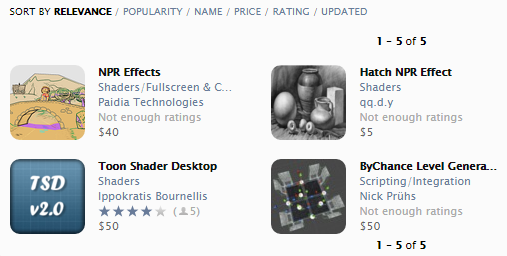 SORT BY RELEVANCE / POPULARITY / NAME / PRICE / RATING / UPDATED
1 - 5 of 5
NPR Effects
Shaders/Fullscreen & C...
Paidia Technologies
Not enough ratings
$40
Hatch NPR Effect
Shaders
qq.d.y
Not enough ratings
$5
TSD
v2.0
Toon Shader Desktop
Shaders
Ippokratis Bournellis
(5)
$50
ByChance Level Genera...
Scripting/Integration
Nick Prühs
Not enough ratings
$50
1 - 5 of 5